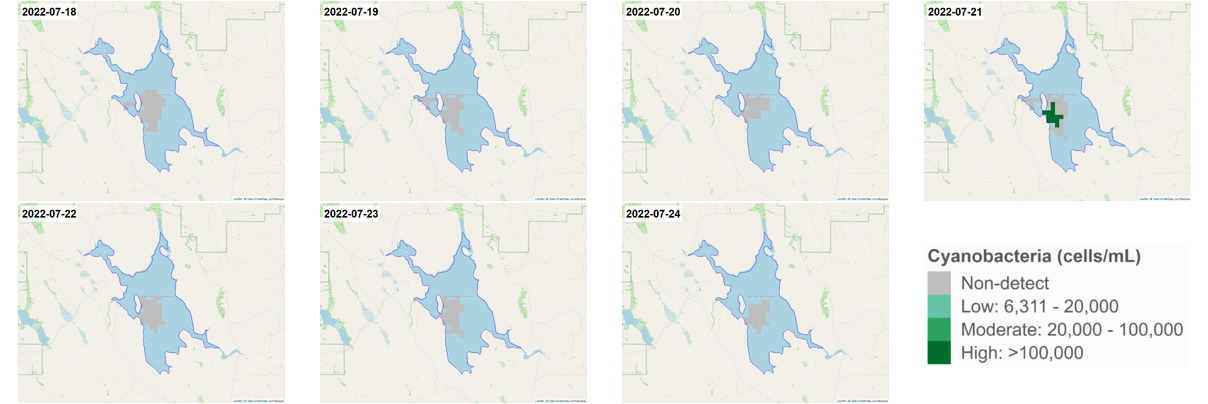 2022-07-18
2022-07-19
2022-07-20
2022-07-21
2022-07-22
2022-07-23
2022-07-24
Cyanobacteria (cells/mL)
Non-detect
Low: 6,311 - 20,000
Moderate: 20,000 - 100,000
High: >100,000